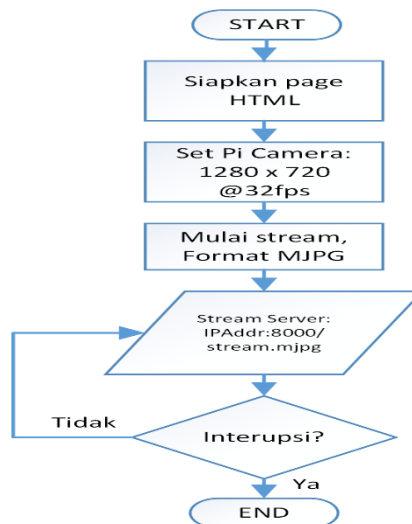 START
Siapkan page
HTML
Set Pi Camera:
1280 x 720
@32fps
Mulai stream,
Format MJPG
Stream Server:
IPAddr:8000/
stream.mjpg
Tidak
Interupsi?
Ya
END